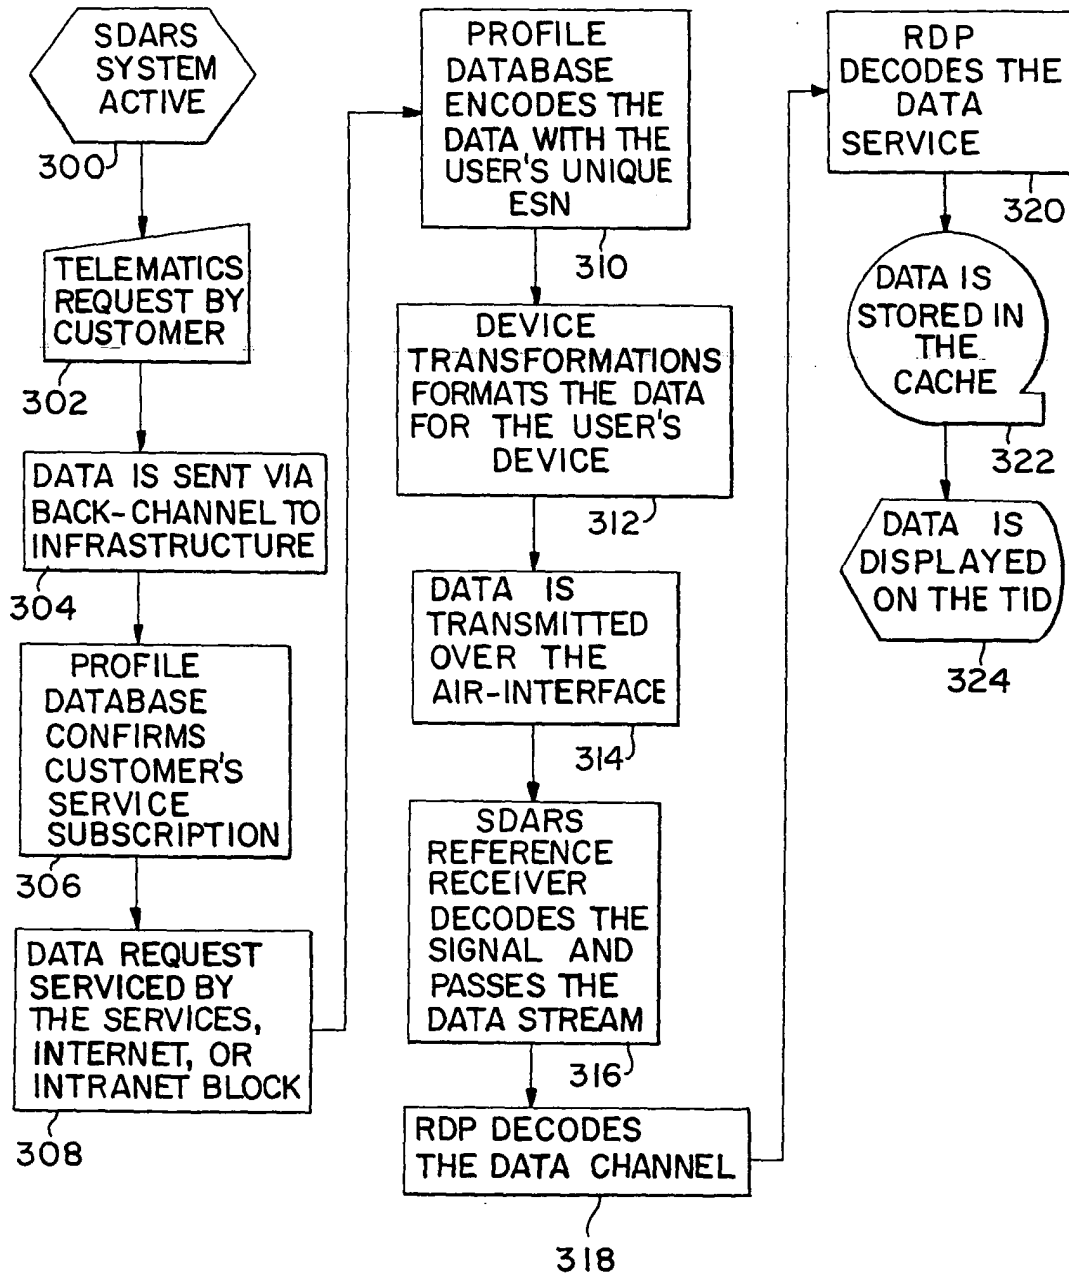 SDARS
SYSTEM
ACTIVE
300
TELEMATICS
REQUEST BY
CUSTOMER
302
DATA IS SENT VIA
BACK-CHANNEL TO
INFRASTRUCTURE
304
PROFILE
DATABASE
CONFIRMS
CUSTOMER'S
SERVICE
SUBSCRIPTION
306
DATA REQUEST
SERVICED BY
THE SERVICES,
INTERNET, OR
INTRANET BLOCK
308
PROFILE
DATABASE
ENCODES THE
DATA WITH THE
USER'S UNIQUE
ESN
310
DEVICE
TRANSFORMATIONS
FORMATS THE DATA
FOR THE USER'S
DEVICE
312
DATA IS
TRANSMITTED
OVER THE
AIR-INTERFACE
314
SDARS
REFERENCE
RECEIVER
DECODES THE
SIGNAL AND
PASSES THE
DATA STREAM
316
RDP DECODES
THE DATA CHANNEL
318
RDP
DECODES THE
DATA
SERVICE
320
DATA IS
STORED IN
THE
CACHE
322
DATA IS
DISPLAYED
ON THE TID
324